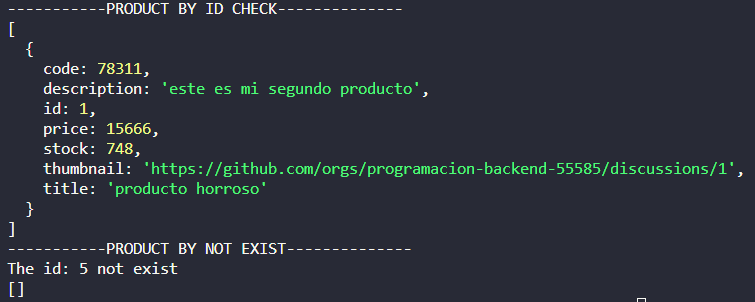 -----------PRODUCT BY ID CHECK--------------
[
  {
    code: 78311,
    description: 'este es mi segundo producto',
    id: 1,
    price: 15666,
    stock: 748,
    thumbnail: 'https://github.com/orgs/programacion-backend-55585/discussions/1',
    title: 'producto horroso'
  }
]
-----------PRODUCT BY NOT EXIST--------------
The id: 5 not exist
[]